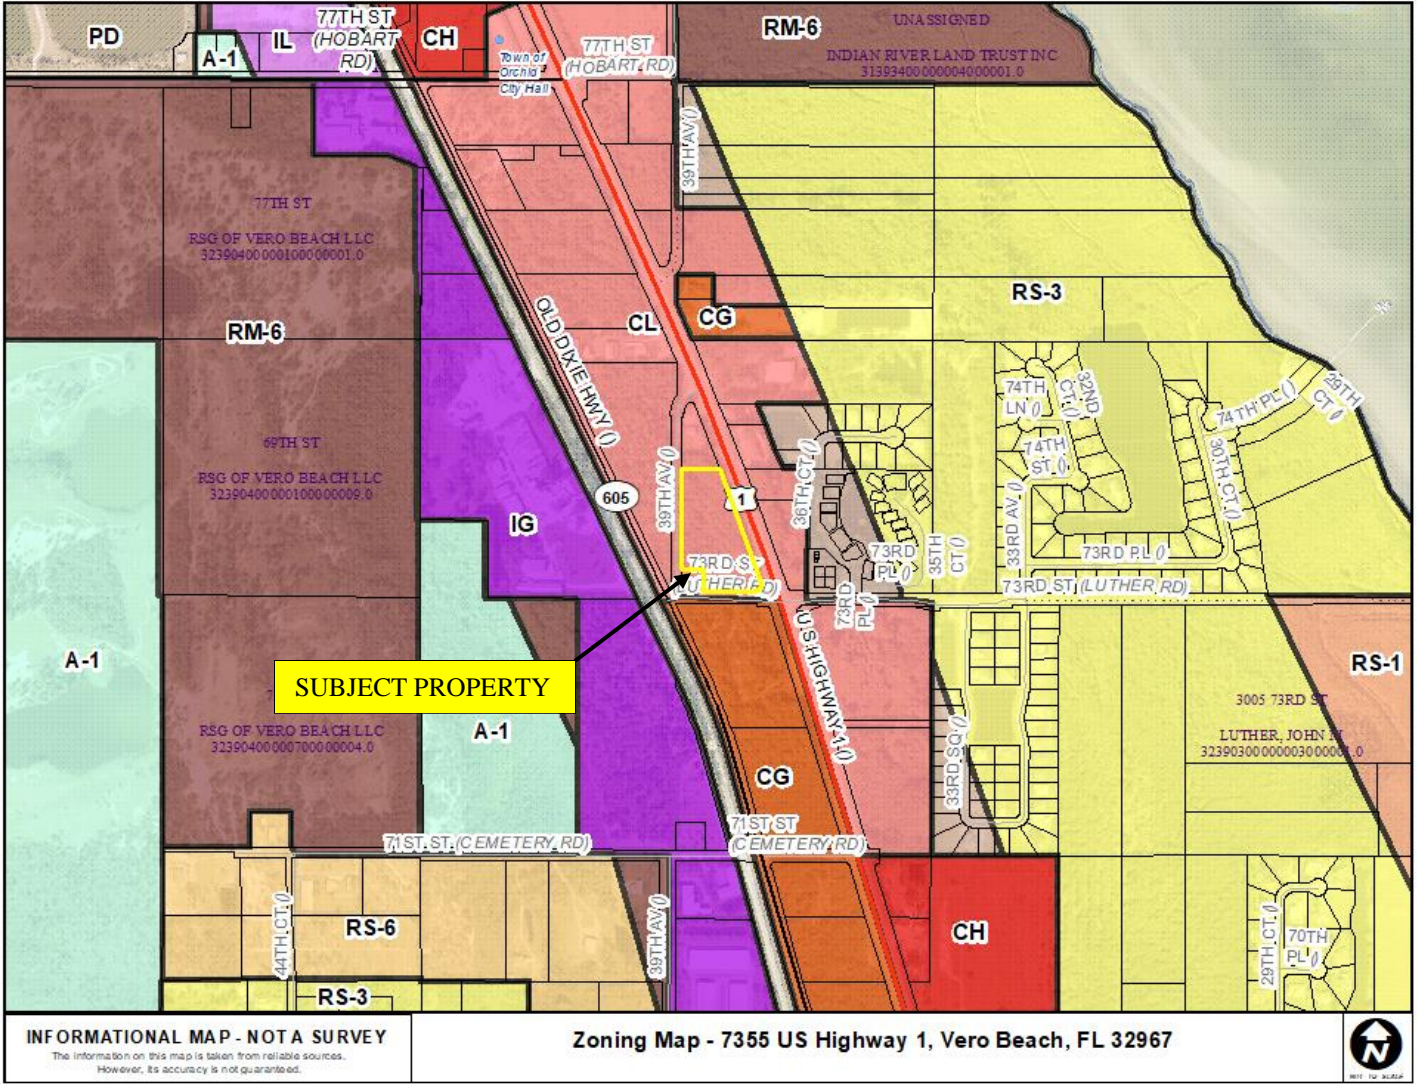 PD
A-1
IL
77TH ST
(HOBART
RD)
CH
Town of
Orchid
City Hall
77TH ST
(HOBART RD)
RM-6
UNASSIGNED
INDIAN RIVER LAND TRUST INC
31393400000004000001.0
39TH AV ()
77TH ST
RSG OF VERO BEACH LLC
32390400000100000001.0
RM-6
OLD DIXIE HWY ()
CL
CG
RS-3
69TH ST
RSG OF VERO BEACH LLC
32390400000100000009.0
IG
605
39TH AV ()
1
36TH CT ()
74TH
LN ()
32ND
CT ()
74TH
ST ()
74TH PL ()
29TH
CT ()
30TH CT ()
33RD AV ()
73RD PL ()
73RD
PL ()
35TH
CT ()
73RD ST
(LUTHER RD)
73RD
PL ()
73RD ST (LUTHER RD)
A-1
SUBJECT PROPERTY
U S HIGHWAY 1 ()
RS-1
3005 73RD ST
LUTHER, JOHN M
32390300000003000001.0
RSG OF VERO BEACH LLC
32390400000700000004.0
A-1
CG
33RD SQ ()
71ST ST (CEMETERY RD)
71ST ST
(CEMETERY RD)
44TH CT ()
RS-6
39TH AV ()
CH
29TH CT ()
70TH
PL ()
RS-3
INFORMATIONAL MAP - NOT A SURVEY
The information on this map is taken from reliable sources.
However, its accuracy is not guaranteed.
Zoning Map - 7355 US Highway 1, Vero Beach, FL 32967
N
NOT TO SCALE